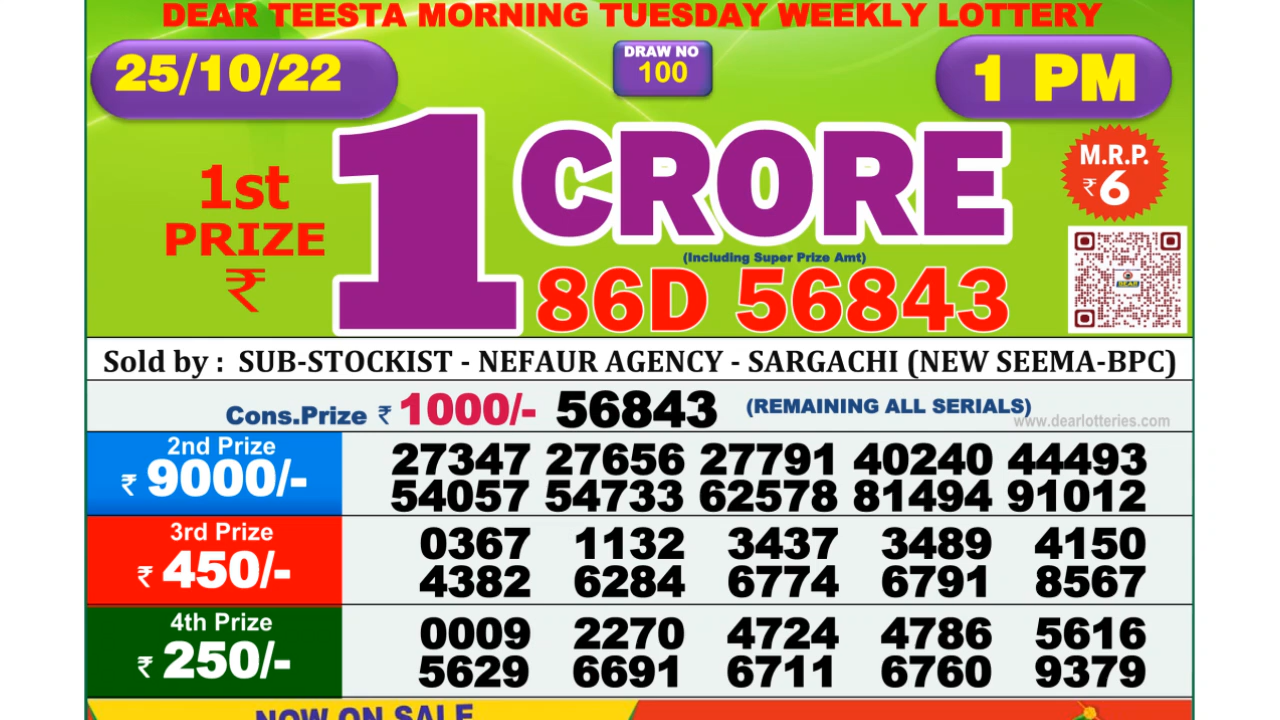 DEAR TEESTA MORNING TUESDAY WEEKLY LOTTERY
25/10/22
DRAW NO
100
1 PM
1st
PRIZE
₹
1 CRORE
(Including Super Prize Amt)
86D 56843
M.R.P.
₹6
DEAR
Sold by : SUB-STOCKIST - NEFAUR AGENCY - SARGACHI (NEW SEEMA-BPC)
Cons.Prize ₹ 1000/- 56843 (REMAINING ALL SERIALS)
www.dearlotteries.com
2nd Prize
₹ 9000/-
27347 27656 27791 40240 44493
54057 54733 62578 81494 91012
3rd Prize
₹ 450/-
0367 1132 3437 3489 4150
4382 6284 6774 6791 8567
4th Prize
₹ 250/-
0009 2270 4724 4786 5616
5629 6691 6711 6760 9379
NOW ON SALE